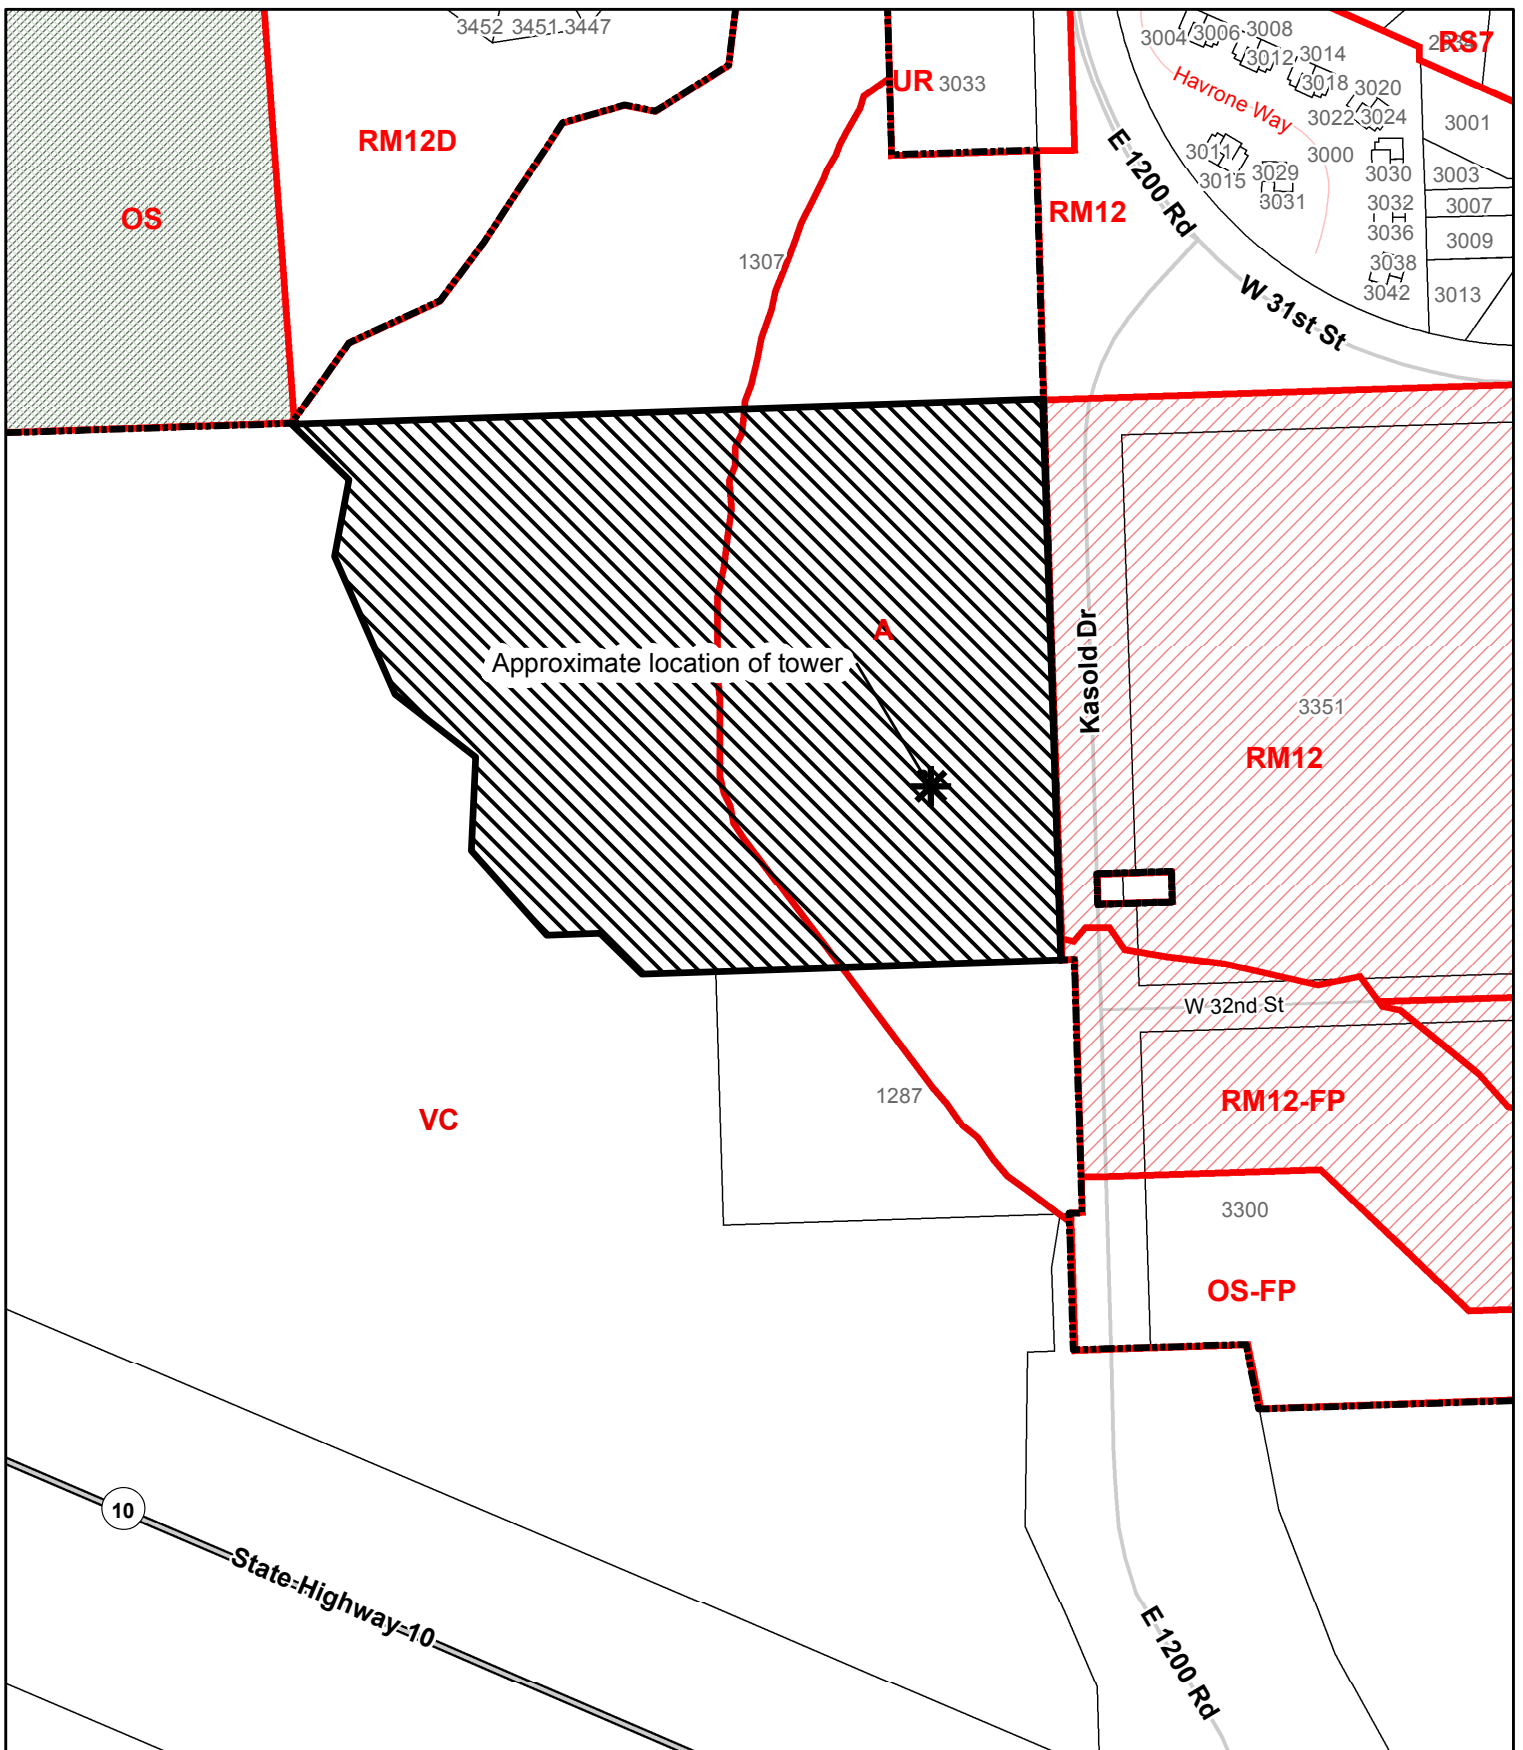 3452 3451 3447
3004 3006 3008
3012 3014
3018 3020
3022 3024
RS7
UR 3033
Havrone Way
RM12D
3001
E 1200 Rd
3011 3000
3029 3030 3003
3015
3031 3032 3007
OS
RM12
3036 3009
1307
3038
W 31st St
3042 3013
A
Approximate location of tower
Kasold Dr
3351
RM12
W 32nd St
1287
RM12-FP
VC
3300
OS-FP
10
State Highway 10
E 1200 Rd